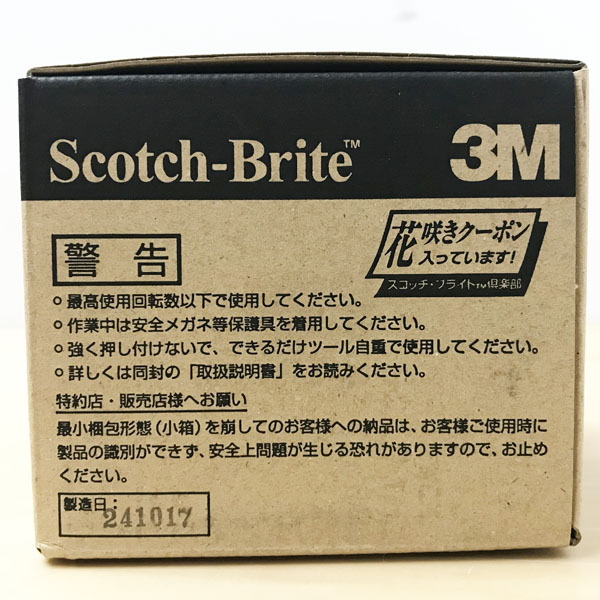 Scotch-Brite™ 3M
花咲きクーポン
入っています!
スコッチ・ブライト™倶楽部
警告
○最高使用回転数以下で使用してください。
○作業中は安全メガネ等保護具を着用してください。
○強く押し付けないで、できるだけツール自重で使用してください。
○詳しくは同封の「取扱説明書」をお読みください。
特約店・販売店様へお願い
最小梱包形態(小箱)を崩してのお客様への納品は、お客様ご使用時に
製品の識別ができず、安全上問題が生じる恐れがありますので、お止め
ください。
製造日:
241017